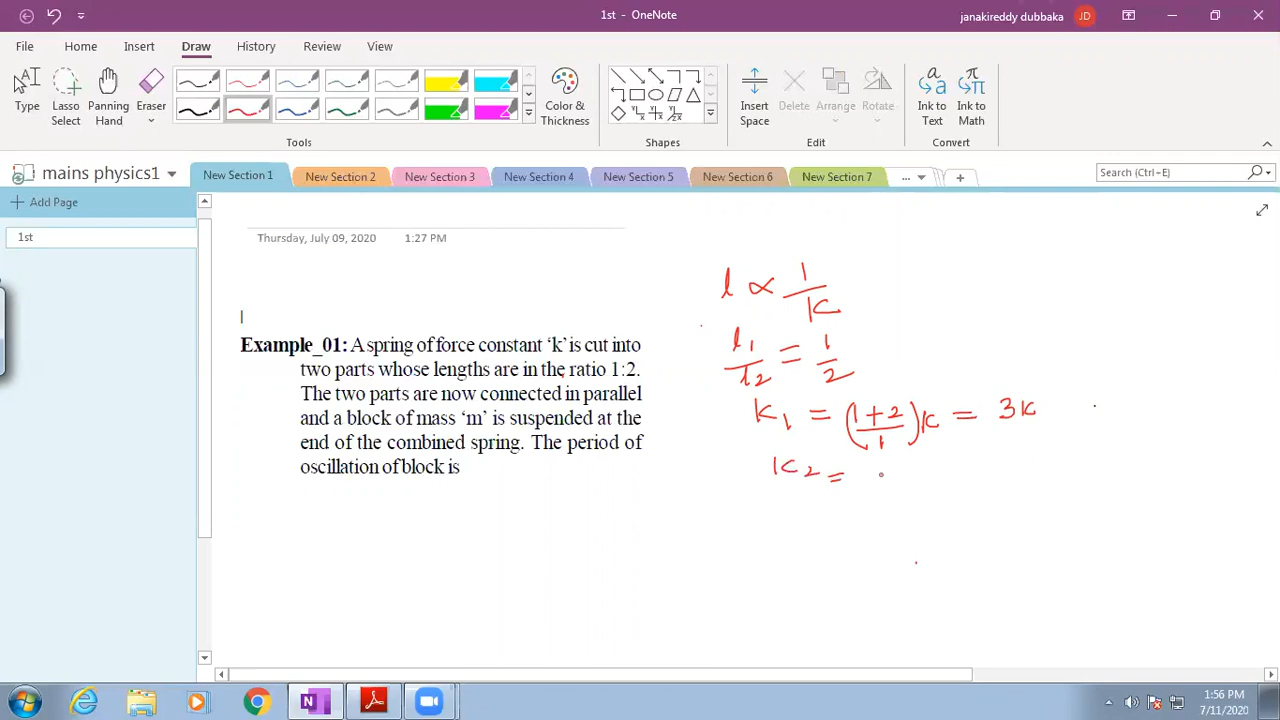 1st - OneNote
janakireddy dubbaka
JD
File Home Insert Draw History Review View
Type
Lasso Select
Panning Hand
Eraser
Color & Thickness
Insert Space
Delete
Arrange
Rotate
Ink to Text
Ink to Math
Tools
Shapes
Edit
Convert
mains physics1
New Section 1 New Section 2 New Section 3 New Section 4 New Section 5 New Section 6 New Section 7 ...
Search (Ctrl+E)
Add Page
1st
Thursday, July 09, 2020 1:27 PM
Example_01: A spring of force constant ‘k’ is cut into
two parts whose lengths are in the ratio 1:2.
The two parts are now connected in parallel
and a block of mass ‘m’ is suspended at the
end of the combined spring. The period of
oscillation of block is
l ∝ 1/K
l1/l2 = 1/2
K1 = ((1+2)/1)K = 3K
K2 =
1:56 PM
7/11/2020